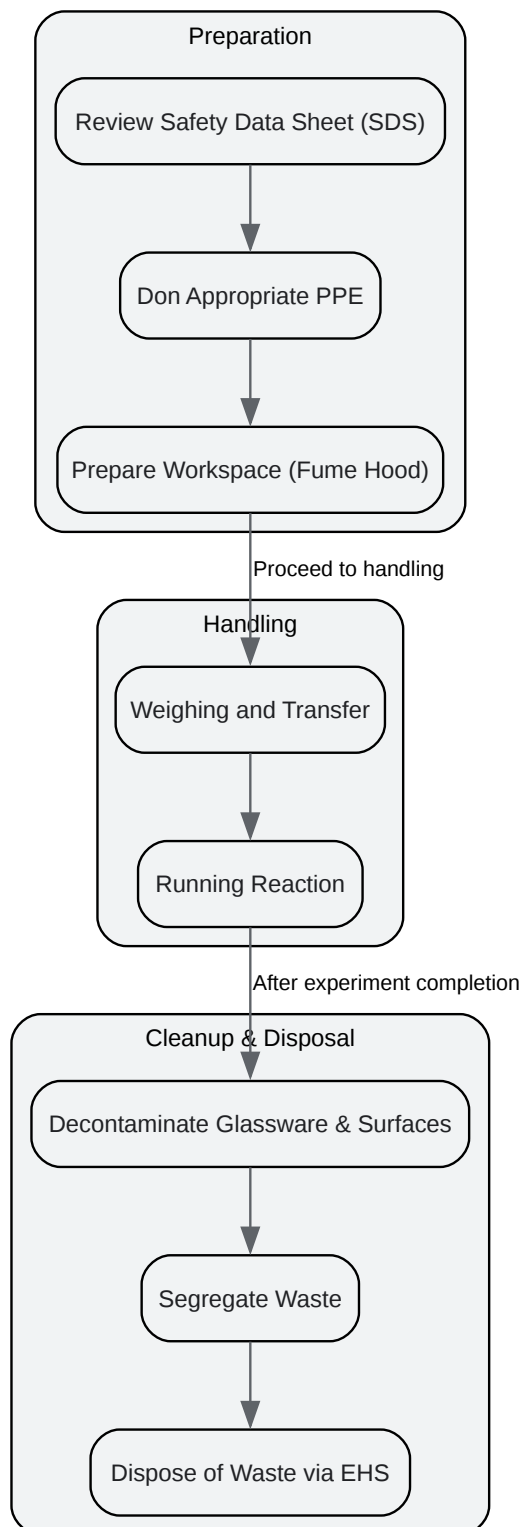 Preparation
Review Safety Data Sheet (SDS)
Don Appropriate PPE
Prepare Workspace (Fume Hood)
Proceed to handling
Handling
Weighing and Transfer
Running Reaction
After experiment completion
Cleanup & Disposal
Decontaminate Glassware & Surfaces
Segregate Waste
Dispose of Waste via EHS